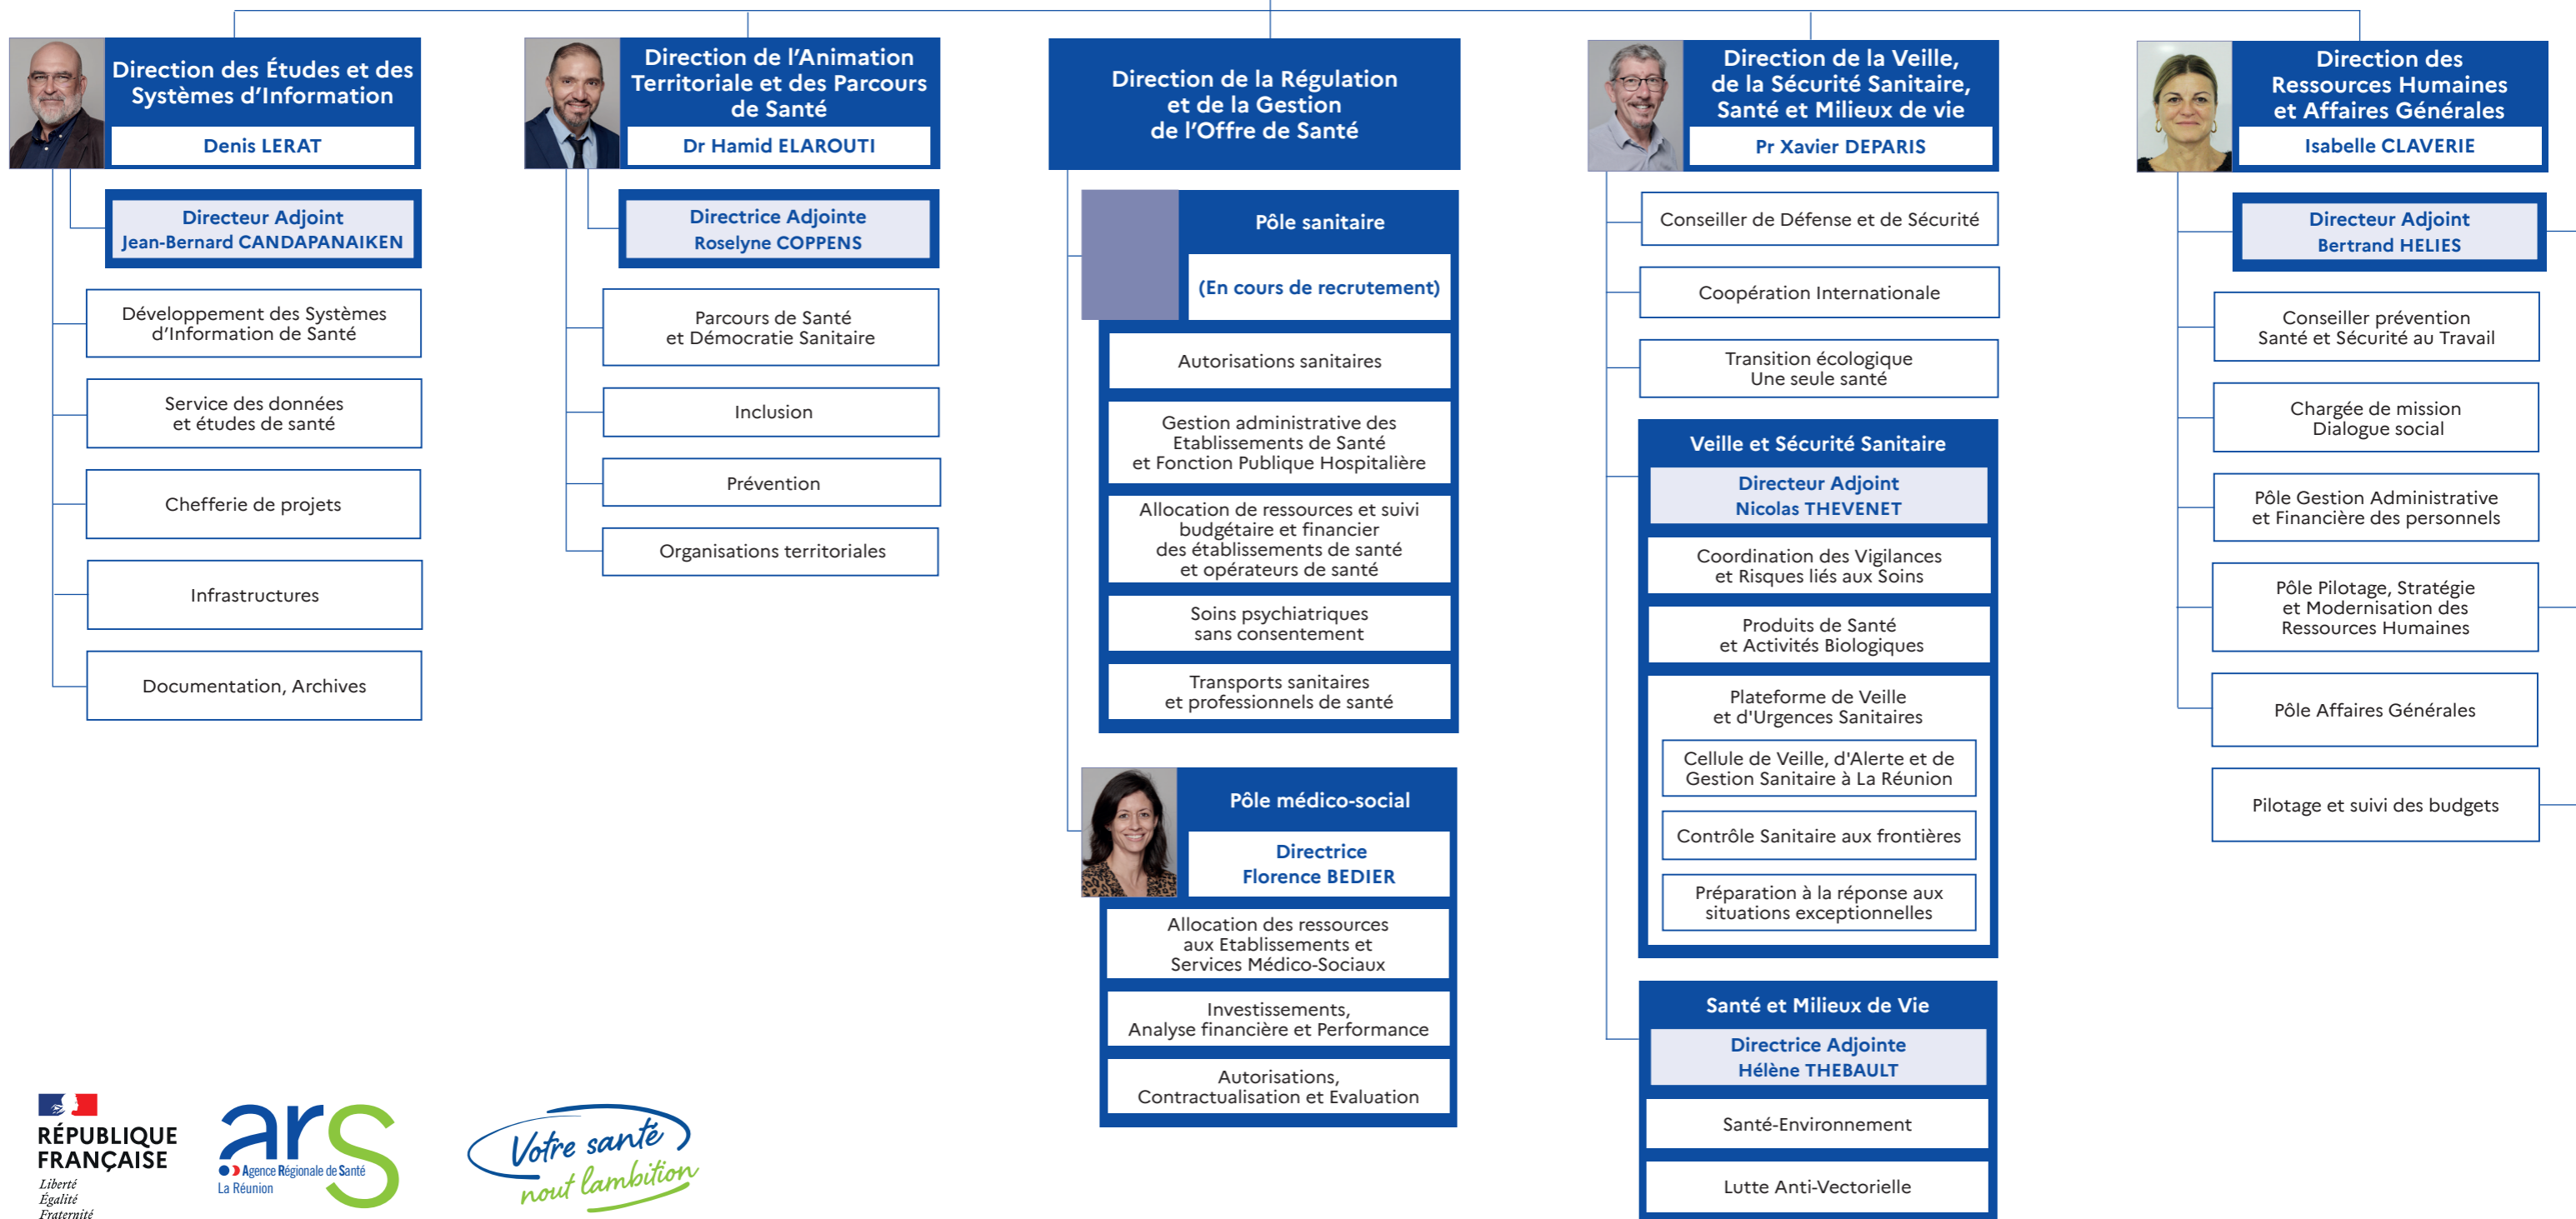 Direction des Études et des
Systèmes d'Information
Denis LERAT
Directeur Adjoint
Jean-Bernard CANDAPANAIKEN
Développement des Systèmes
d'Information de Santé
Service des données
et études de santé
Chefferie de projets
Infrastructures
Documentation, Archives
Direction de l'Animation
Territoriale et des Parcours
de Santé
Dr Hamid ELAROUTI
Directrice Adjointe
Roselyne COPPENS
Parcours de Santé
et Démocratie Sanitaire
Inclusion
Prévention
Organisations territoriales
Direction de la Régulation
et de la Gestion
de l'Offre de Santé
Pôle sanitaire
(En cours de recrutement)
Autorisations sanitaires
Gestion administrative des
Etablissements de Santé
et Fonction Publique Hospitalière
Allocation de ressources et suivi
budgétaire et financier
des établissements de santé
et opérateurs de santé
Soins psychiatriques
sans consentement
Transports sanitaires
et professionnels de santé
Pôle médico-social
Directrice
Florence BEDIER
Allocation des ressources
aux Etablissements et
Services Médico-Sociaux
Investissements,
Analyse financière et Performance
Autorisations,
Contractualisation et Evaluation
Direction de la Veille,
de la Sécurité Sanitaire,
Santé et Milieux de vie
Pr Xavier DEPARIS
Conseiller de Défense et de Sécurité
Coopération Internationale
Transition écologique
Une seule santé
Veille et Sécurité Sanitaire
Directeur Adjoint
Nicolas THEVENET
Coordination des Vigilances
et Risques liés aux Soins
Produits de Santé
et Activités Biologiques
Plateforme de Veille
et d'Urgences Sanitaires
Cellule de Veille, d'Alerte et de
Gestion Sanitaire à La Réunion
Contrôle Sanitaire aux frontières
Préparation à la réponse aux
situations exceptionnelles
Santé et Milieux de Vie
Directrice Adjointe
Hélène THEBAULT
Santé-Environnement
Lutte Anti-Vectorielle
Direction des
Ressources Humaines
et Affaires Générales
Isabelle CLAVERIE
Directeur Adjoint
Bertrand HELIES
Conseiller prévention
Santé et Sécurité au Travail
Chargée de mission
Dialogue social
Pôle Gestion Administrative
et Financière des personnels
Pôle Pilotage, Stratégie
et Modernisation des
Ressources Humaines
Pôle Affaires Générales
Pilotage et suivi des budgets
RÉPUBLIQUE
FRANÇAISE
Liberté
Égalité
Fraternité
ars
Agence Régionale de Santé
La Réunion
Votre santé
nout lambition